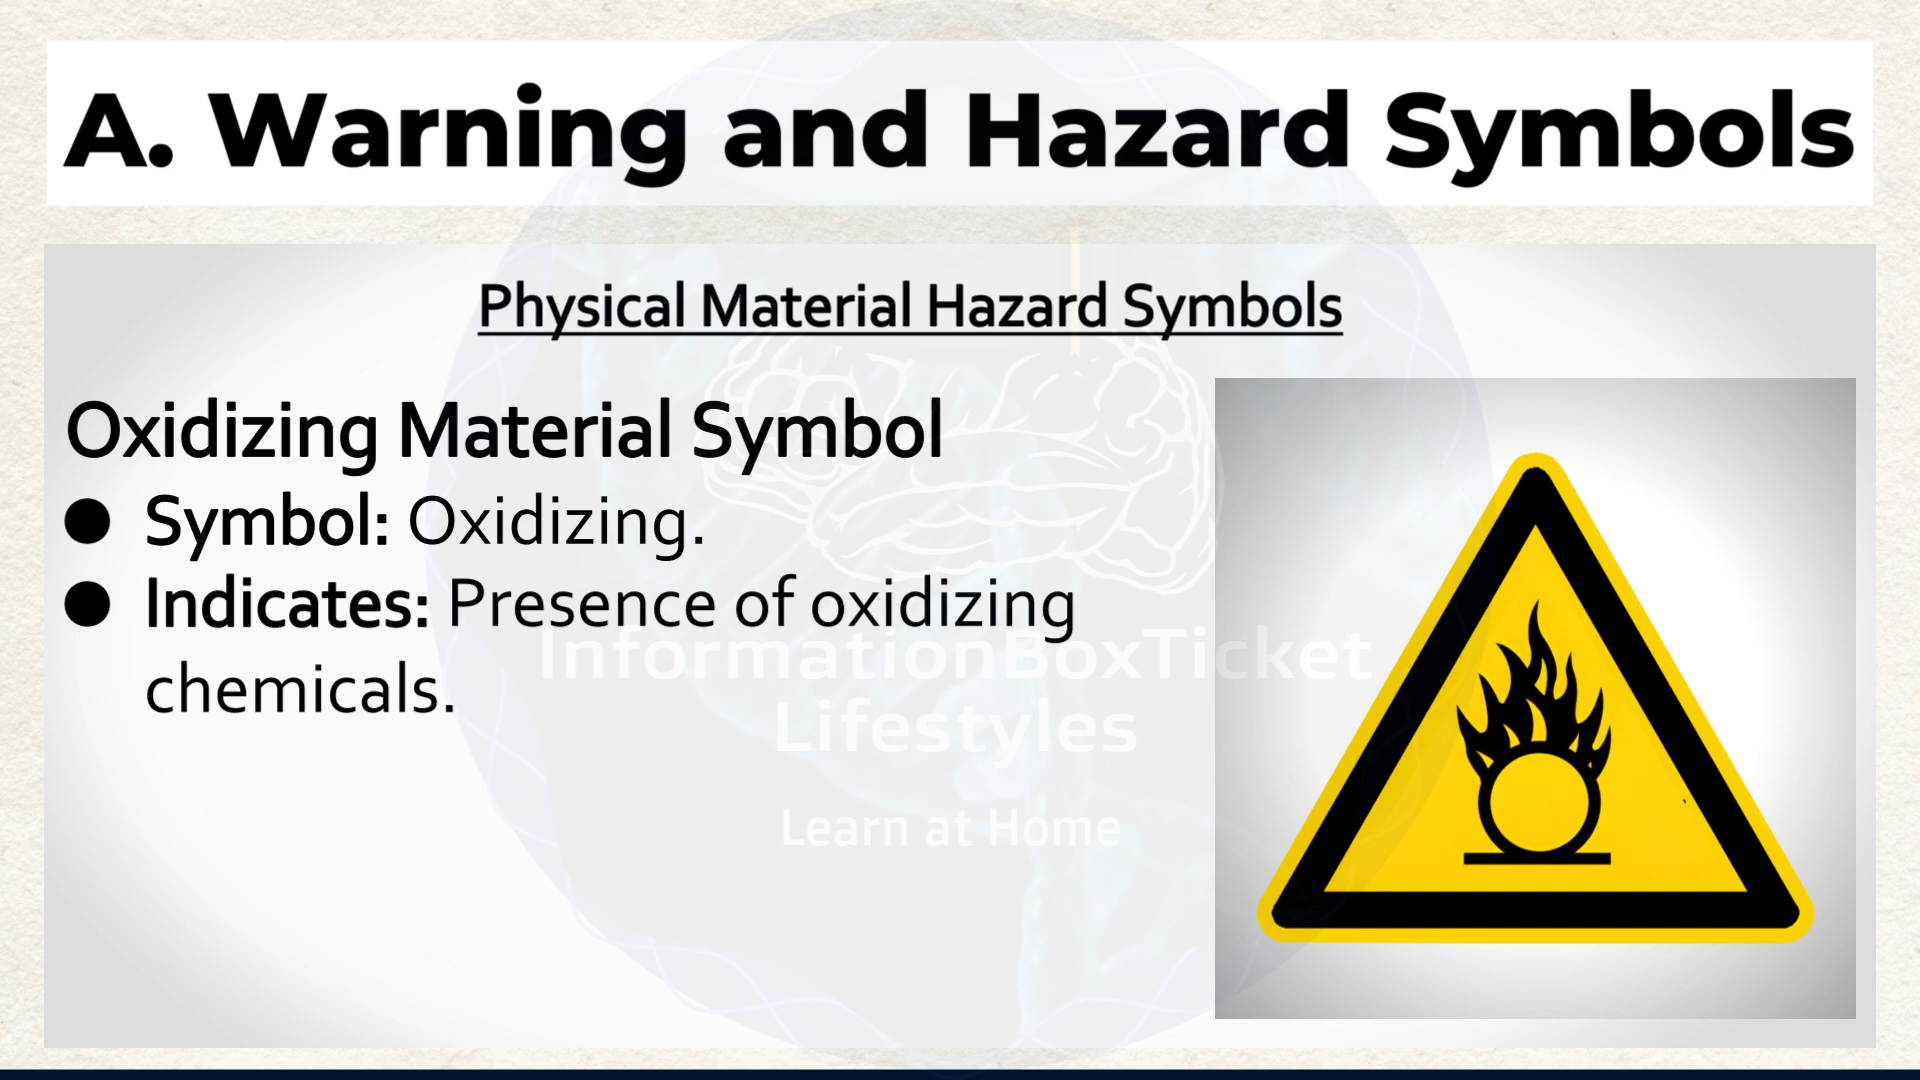 A. Warning and Hazard Symbols
Physical Material Hazard Symbols
Oxidizing Material Symbol
● Symbol: Oxidizing.
● Indicates: Presence of oxidizing
chemicals.
InformationBoxTicket
Lifestyles
Learn at Home